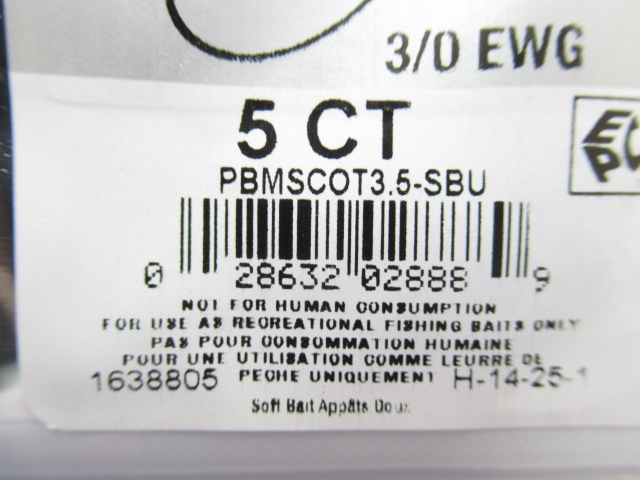 3/0 EWG
5 CT
PBMSCOT3.5-SBU
0 28632 02888 9
NOT FOR HUMAN CONSUMPTION
FOR USE AS RECREATIONAL FISHING BAITS ONLY
PAS POUR CONSOMMATION HUMAINE
POUR UNE UTILISATION COMME LEURRE DE
1638805 PECHE UNIQUEMENT H-14-25-1
Soft Bait Appâts Doux